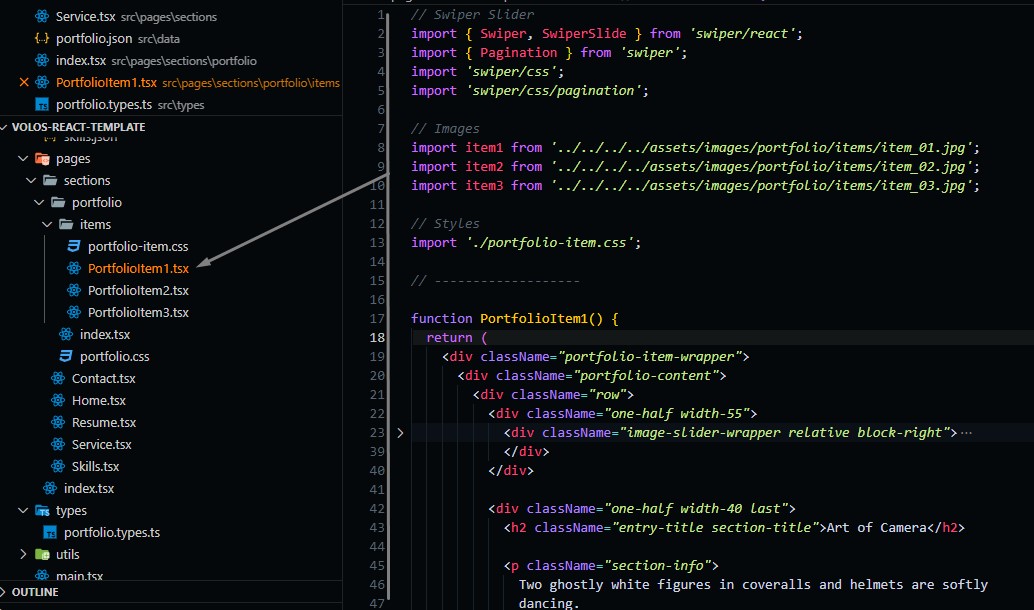 Service.tsx src\pages\sections
portfolio.json src\data
index.tsx src\pages\sections\portfolio
PortfolioItem1.tsx src\pages\sections\portfolio\items
TS portfolio.types.ts src\types
VOLOS-REACT-TEMPLATE
skills.json
pages
sections
portfolio
items
portfolio-item.css
PortfolioItem1.tsx
PortfolioItem2.tsx
PortfolioItem3.tsx
index.tsx
portfolio.css
Contact.tsx
Home.tsx
Resume.tsx
Service.tsx
Skills.tsx
index.tsx
TS types
TS portfolio.types.ts
utils
main.tsx
OUTLINE
1 // Swiper Slider
2 import { Swiper, SwiperSlide } from 'swiper/react';
3 import { Pagination } from 'swiper';
4 import 'swiper/css';
5 import 'swiper/css/pagination';
6
7 // Images
8 import item1 from '../../../../assets/images/portfolio/items/item_01.jpg';
9 import item2 from '../../../../assets/images/portfolio/items/item_02.jpg';
10 import item3 from '../../../../assets/images/portfolio/items/item_03.jpg';
11
12 // Styles
13 import './portfolio-item.css';
14
15 // -------------------
16
17 function PortfolioItem1() {
18 return (
19 <div className="portfolio-item-wrapper">
20 <div className="portfolio-content">
21 <div className="row">
22 <div className="one-half width-55">
23 <div className="image-slider-wrapper relative block-right">···
39 </div>
40 </div>
41
42 <div className="one-half width-40 last">
43 <h2 className="entry-title section-title">Art of Camera</h2>
44
45 <p className="section-info">
46 Two ghostly white figures in coveralls and helmets are softly
47 dancing.